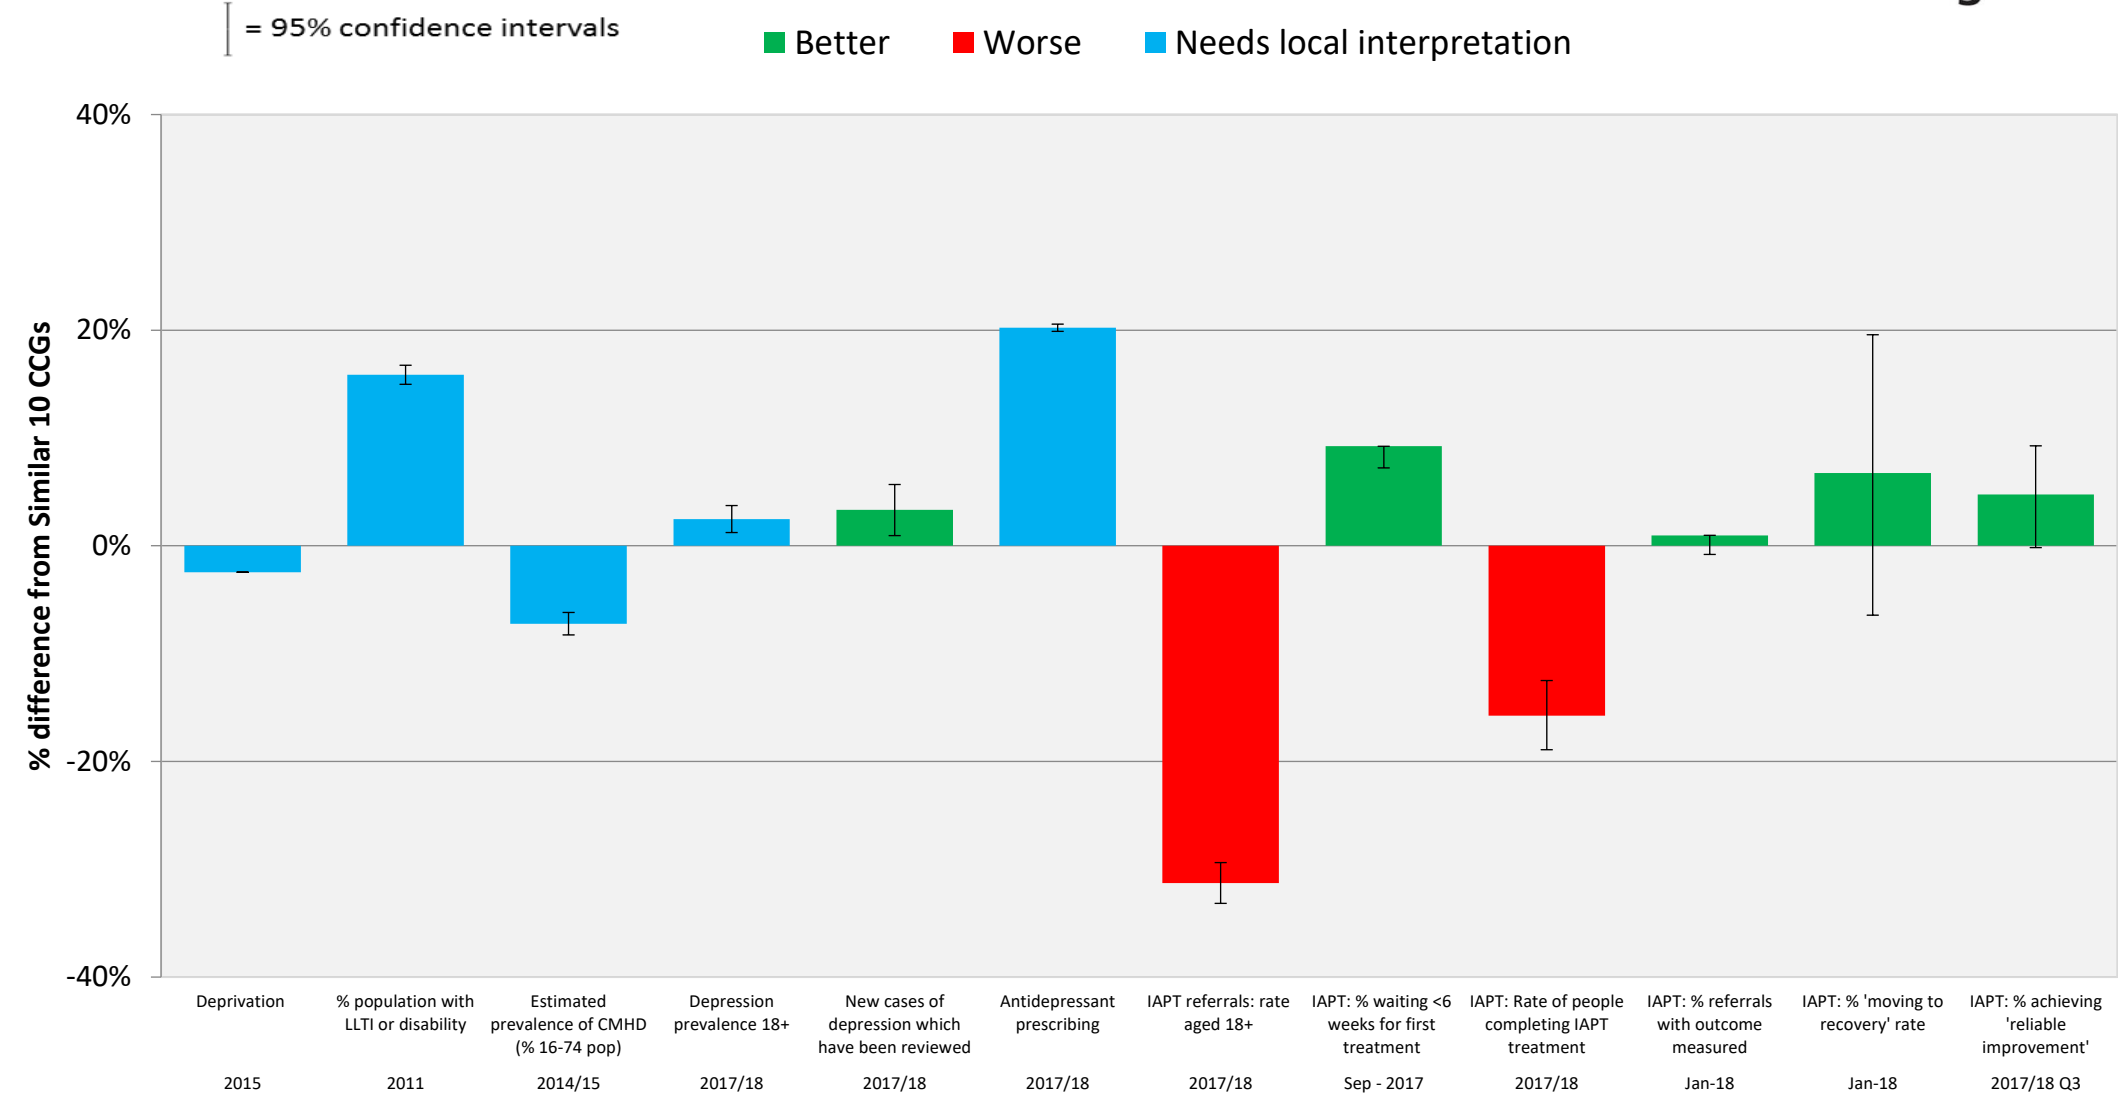 = 95% confidence intervals
Better Worse Needs local interpretation
% difference from Similar 10 CCGs
40%
20%
0%
-20%
-40%
Deprivation
2015
% population with
LLTI or disability
2011
Estimated
prevalence of CMHD
(% 16-74 pop)
2014/15
Depression
prevalence 18+
2017/18
New cases of
depression which
have been reviewed
2017/18
Antidepressant
prescribing
2017/18
IAPT referrals: rate
aged 18+
2017/18
IAPT: % waiting <6
weeks for first
treatment
Sep - 2017
IAPT: Rate of people
completing IAPT
treatment
2017/18
IAPT: % referrals
with outcome
measured
Jan-18
IAPT: % 'moving to
recovery' rate
Jan-18
IAPT: % achieving
'reliable
improvement'
2017/18 Q3